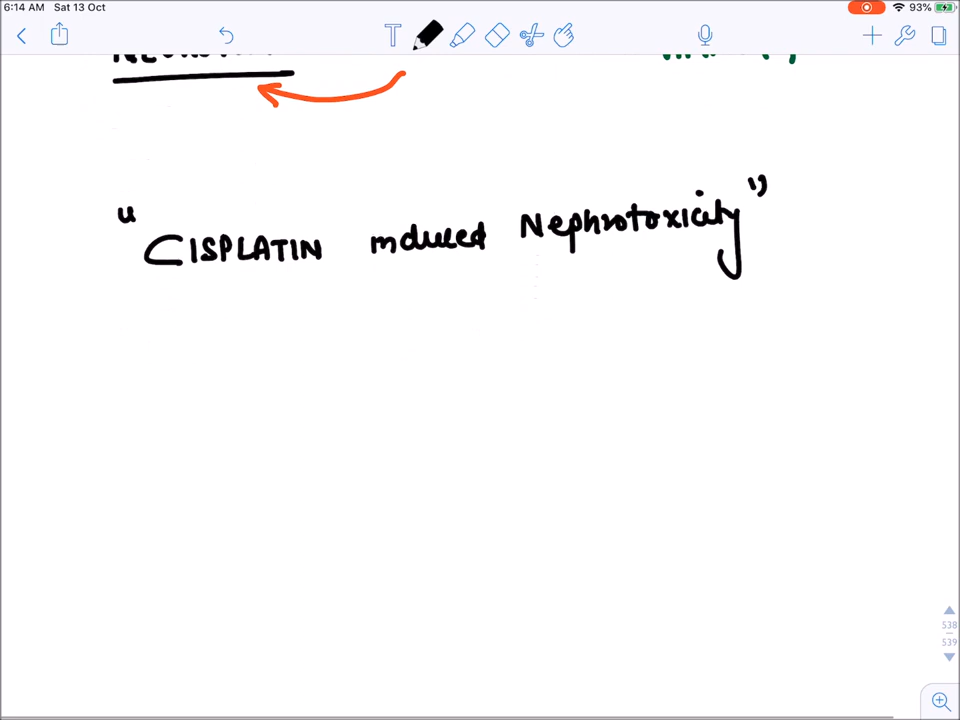 6:14 AM Sat 13 Oct 93%
T
"CISPLATIN induced Nephrotoxicity"
538
539